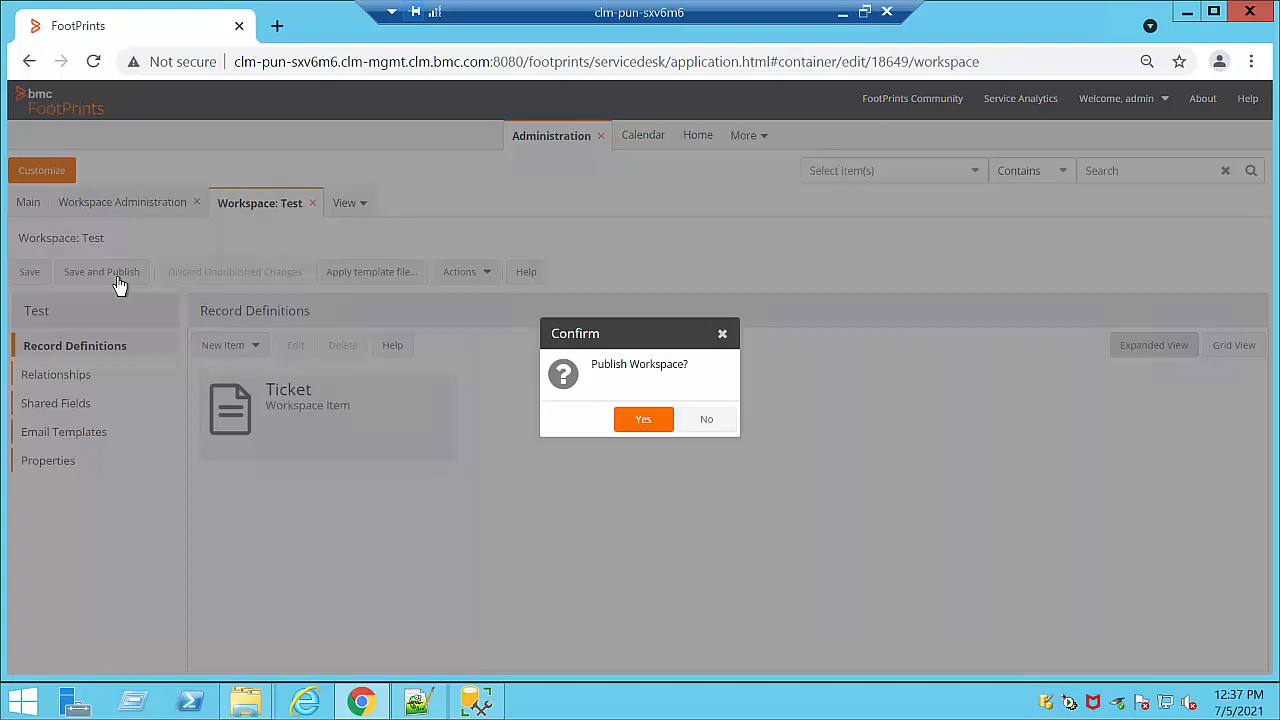 clm-pun-sxv6m6
FootPrints
Not secure
clm-pun-sxv6m6.clm-mgmt.clm.bmc.com:8080/footprints/servicedesk/application.html#container/edit/18649/workspace
bmc
FootPrints
FootPrints Community
Service Analytics
Welcome, admin
About
Help
Administration
Calendar
Home
More
Customize
Select item(s)
Contains
Search
Main
Workspace Administration
Workspace: Test
View
Workspace: Test
Save
Save and Publish
Discard Unpublished Changes
Apply template file...
Actions
Help
Test
Record Definitions
Relationships
Shared Fields
Email Templates
Properties
Record Definitions
New Item
Edit
Delete
Help
Expanded View
Grid View
Ticket
Workspace Item
Confirm
Publish Workspace?
Yes
No
12:37 PM
7/5/2021